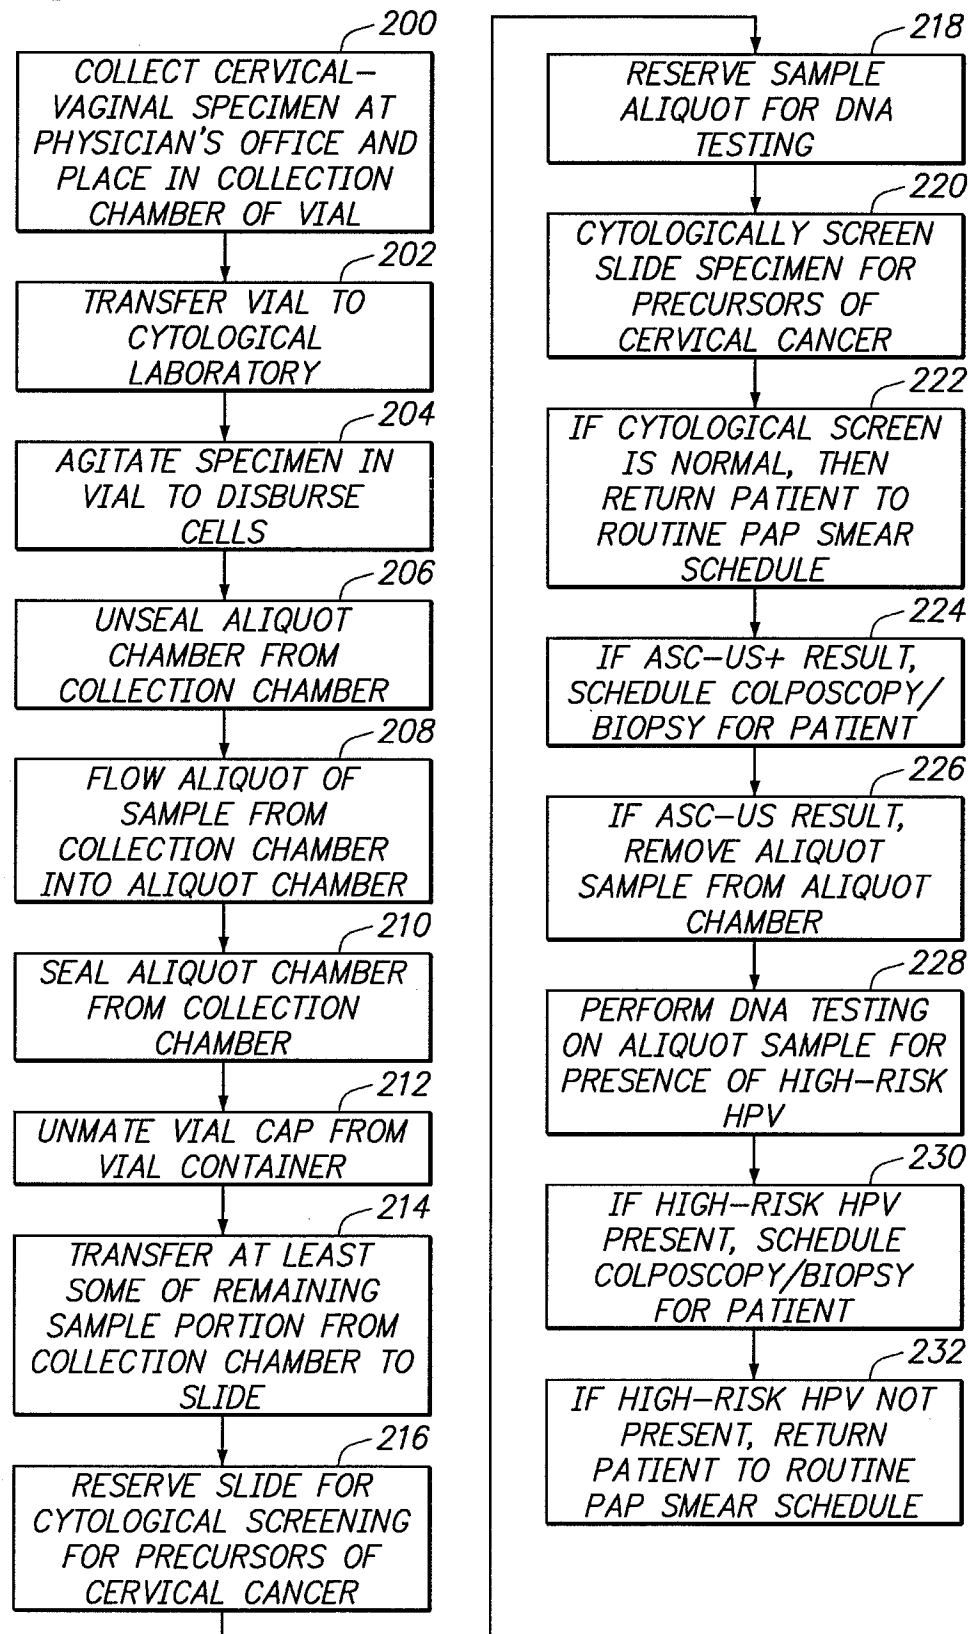 200
COLLECT CERVICAL-
VAGINAL SPECIMEN AT
PHYSICIAN'S OFFICE AND
PLACE IN COLLECTION
CHAMBER OF VIAL
202
TRANSFER VIAL TO
CYTOLOGICAL
LABORATORY
204
AGITATE SPECIMEN IN
VIAL TO DISBURSE
CELLS
206
UNSEAL ALIQUOT
CHAMBER FROM
COLLECTION CHAMBER
208
FLOW ALIQUOT OF
SAMPLE FROM
COLLECTION CHAMBER
INTO ALIQUOT CHAMBER
210
SEAL ALIQUOT CHAMBER
FROM COLLECTION
CHAMBER
212
UNMATE VIAL CAP FROM
VIAL CONTAINER
214
TRANSFER AT LEAST
SOME OF REMAINING
SAMPLE PORTION FROM
COLLECTION CHAMBER TO
SLIDE
216
RESERVE SLIDE FOR
CYTOLOGICAL SCREENING
FOR PRECURSORS OF
CERVICAL CANCER
218
RESERVE SAMPLE
ALIQUOT FOR DNA
TESTING
220
CYTOLOGICALLY SCREEN
SLIDE SPECIMEN FOR
PRECURSORS OF
CERVICAL CANCER
222
IF CYTOLOGICAL SCREEN
IS NORMAL, THEN
RETURN PATIENT TO
ROUTINE PAP SMEAR
SCHEDULE
224
IF ASC-US+ RESULT,
SCHEDULE COLPOSCOPY/
BIOPSY FOR PATIENT
226
IF ASC-US RESULT,
REMOVE ALIQUOT
SAMPLE FROM ALIQUOT
CHAMBER
228
PERFORM DNA TESTING
ON ALIQUOT SAMPLE FOR
PRESENCE OF HIGH-RISK
HPV
230
IF HIGH-RISK HPV
PRESENT, SCHEDULE
COLPOSCOPY/BIOPSY
FOR PATIENT
232
IF HIGH-RISK HPV NOT
PRESENT, RETURN
PATIENT TO ROUTINE
PAP SMEAR SCHEDULE